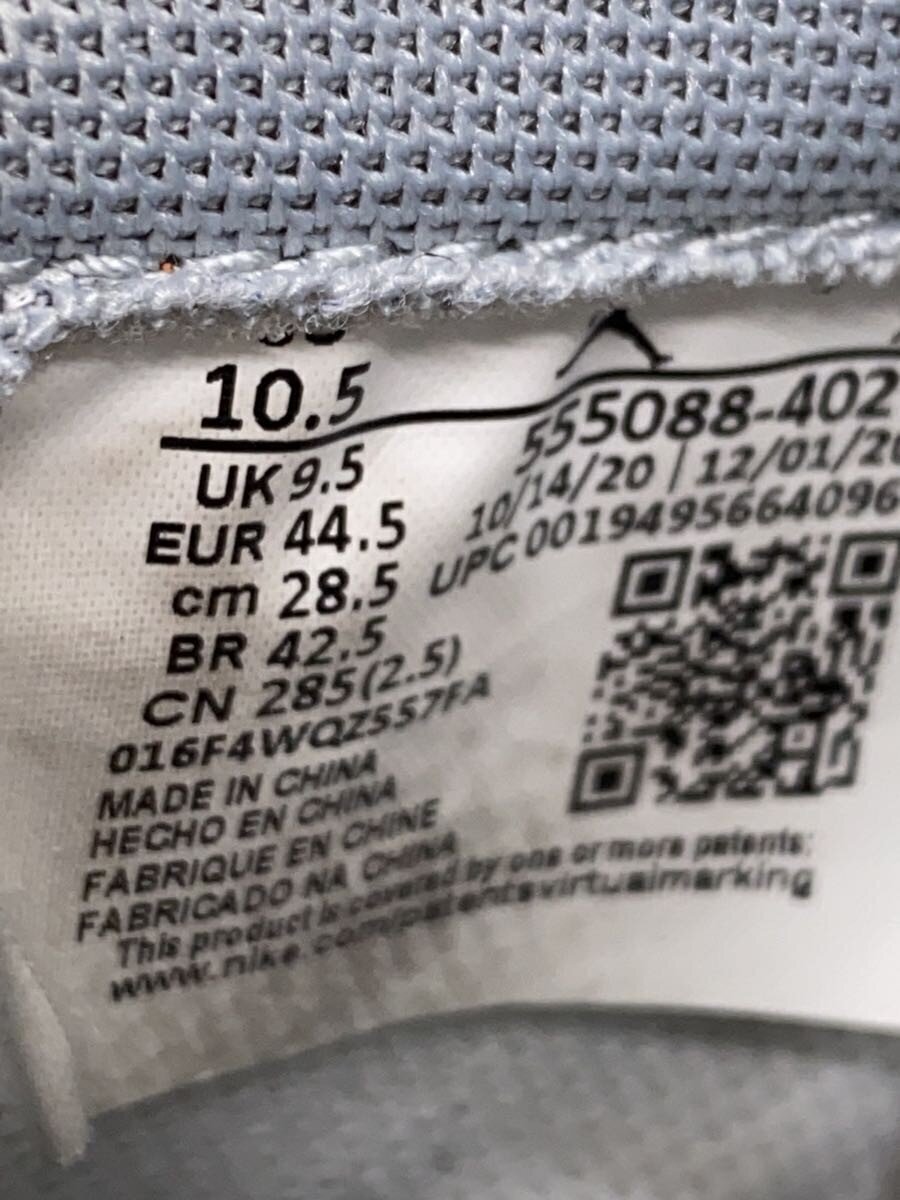 10.5
UK 9.5
EUR 44.5
cm 28.5
BR 42.5
CN 285(2.5)
016F4WQZ557FA
MADE IN CHINA
HECHO EN CHINA
FABRIQUE EN CHINE
FABRICADO NA CHINA
This product is covered by one or more patents:
www.nike.com/patentsvirtualmarking
555088-402
10/14/20 | 12/01/20
UPC 0019495664096